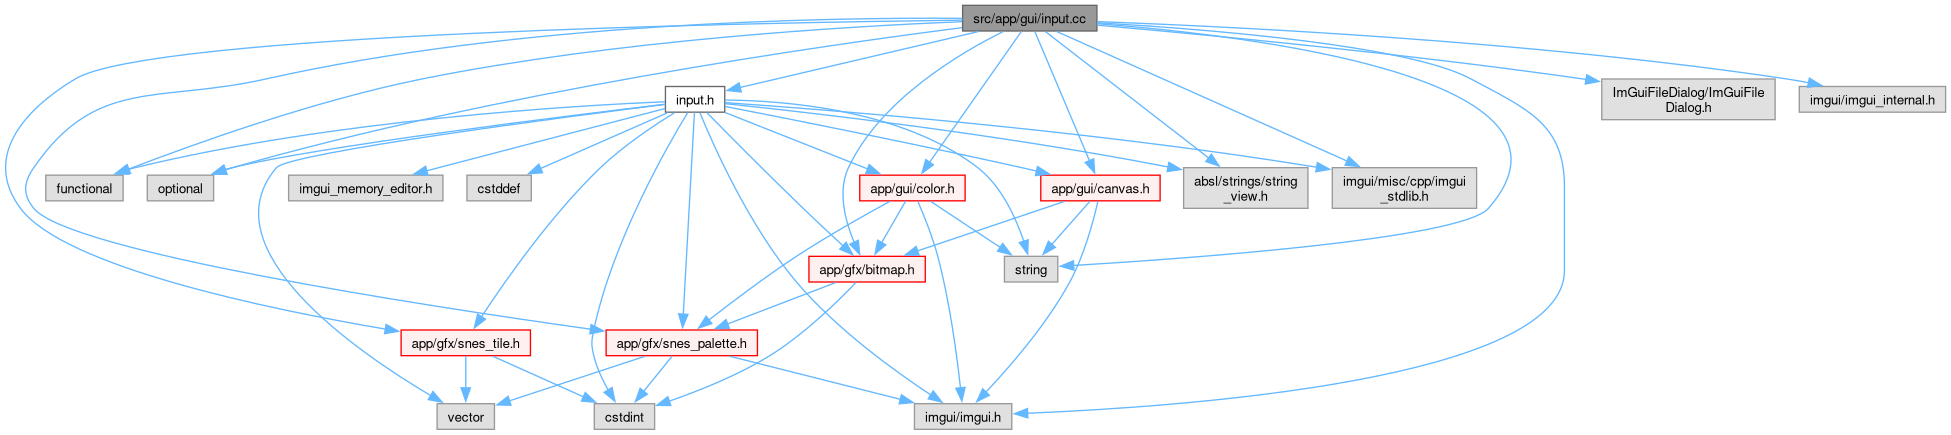 src/app/gui/input.cc
input.h
ImGuiFileDialog/ImGuiFile
Dialog.h
imgui/imgui_internal.h
functional
optional
imgui_memory_editor.h
cstddef
app/gui/color.h
app/gui/canvas.h
absl/strings/string
_view.h
imgui/misc/cpp/imgui
_stdlib.h
app/gfx/bitmap.h
string
app/gfx/snes_tile.h
app/gfx/snes_palette.h
vector
cstdint
imgui/imgui.h